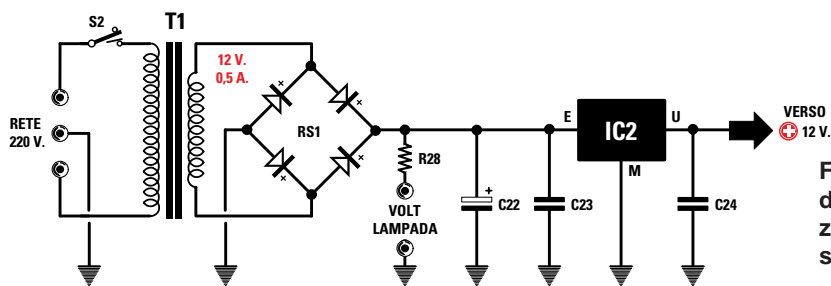 S2
T1
12 V.
0,5 A.
RETE
220 V.
RS1
R28
VOLT
LAMPADA
+
C22
C23
E
IC2
U
M
C24
VERSO
+ 12 V.
F
d
z
s